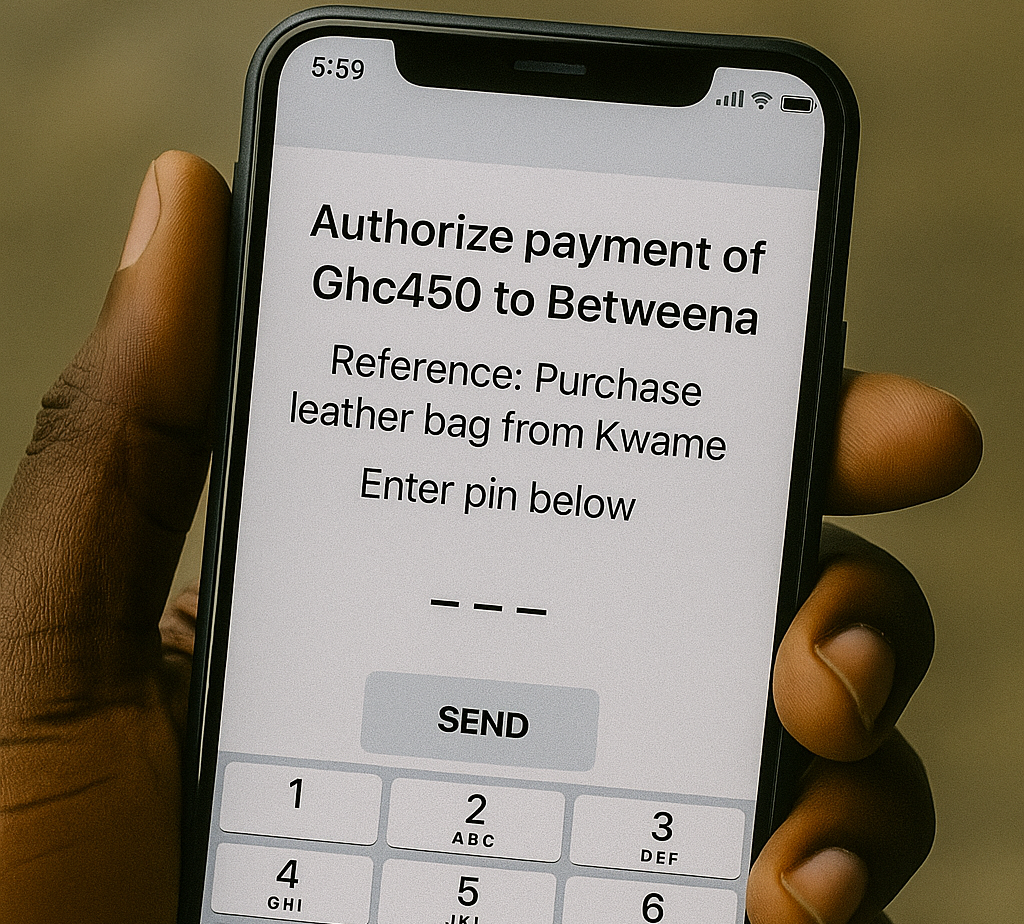 5:59
Authorize payment of
Ghc450 to Betweena
Reference: Purchase
leather bag from Kwame
Enter pin below
SEND
1
2
ABC
3
DEF
4
GHI
5
JKL
6